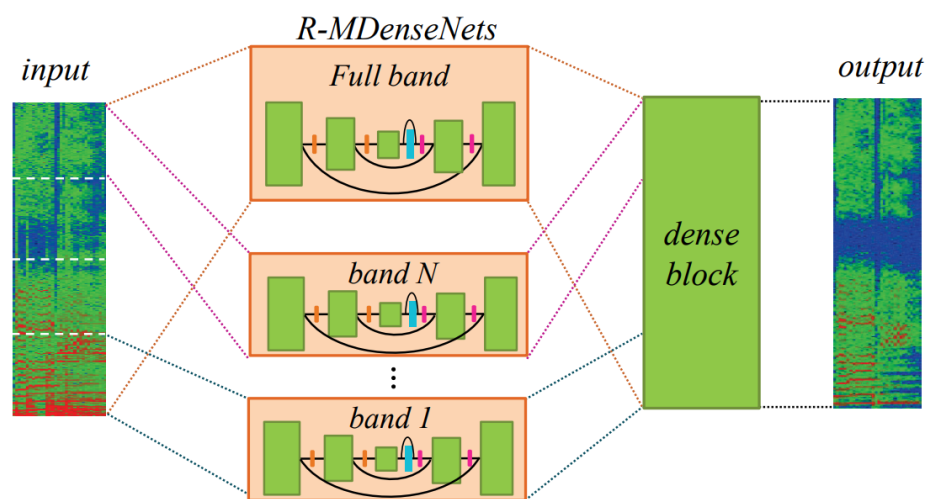 R-MDenseNets
input
Full band
output
band N
dense
block
...
band 1